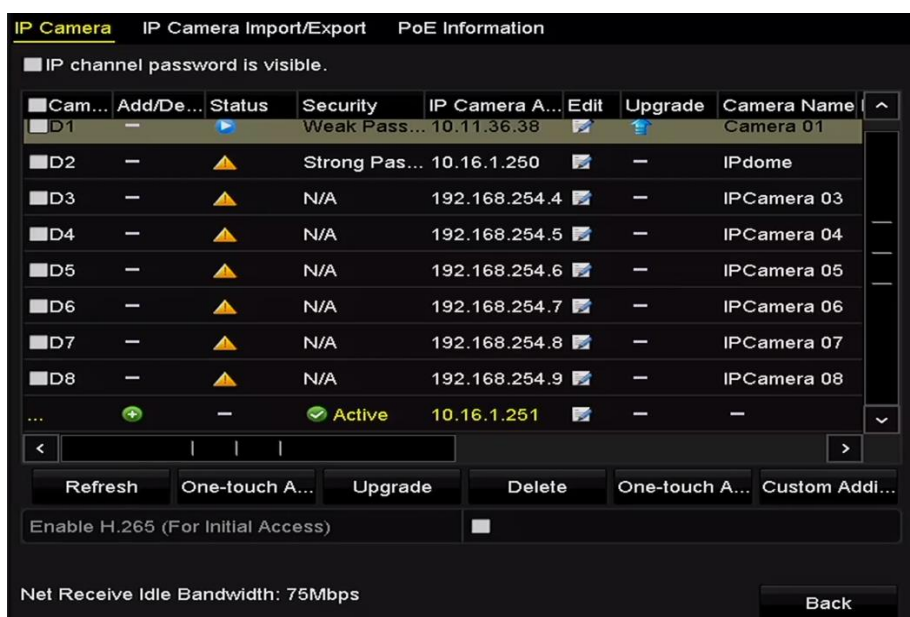 IP Camera IP Camera Import/Export PoE Information
IP channel password is visible.
Cam... Add/De... Status Security IP Camera A... Edit Upgrade Camera Name
D1 — Weak Pass... 10.11.36.38 Camera 01
D2 — Strong Pas... 10.16.1.250 — IPdome
D3 — N/A 192.168.254.4 — IPCamera 03
D4 — N/A 192.168.254.5 — IPCamera 04
D5 — N/A 192.168.254.6 — IPCamera 05
D6 — N/A 192.168.254.7 — IPCamera 06
D7 — N/A 192.168.254.8 — IPCamera 07
D8 — N/A 192.168.254.9 — IPCamera 08
... — Active 10.16.1.251 — —
Refresh One-touch A... Upgrade Delete One-touch A... Custom Addi...
Enable H.265 (For Initial Access)
Net Receive Idle Bandwidth: 75Mbps
Back